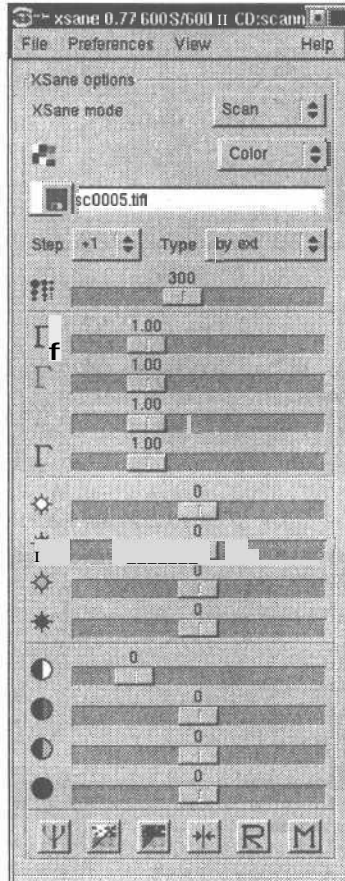 xsane 0.77 600S/600 II CD:scann
File Preferences View Help
XSane options
XSane mode Scan
Color
sc0005.tiff
Step +1 Type by ext
300
1.00
1.00
1.00
1.00
0
0
0
0
0
0
0
0
R M